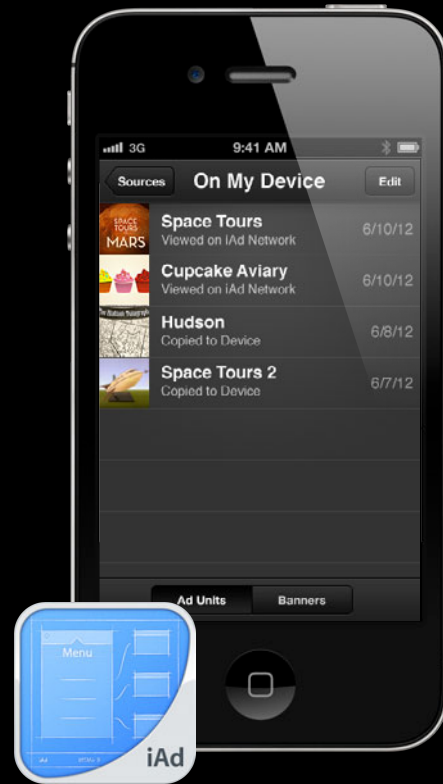 3G 9:41 AM
Sources On My Device Edit
SPACE TOURS MARS
Space Tours 6/10/12
Viewed on iAd Network
Cupcake Aviary 6/10/12
Viewed on iAd Network
Hudson 6/8/12
Copied to Device
Space Tours 2 6/7/12
Copied to Device
Ad Units Banners
Menu
iAd